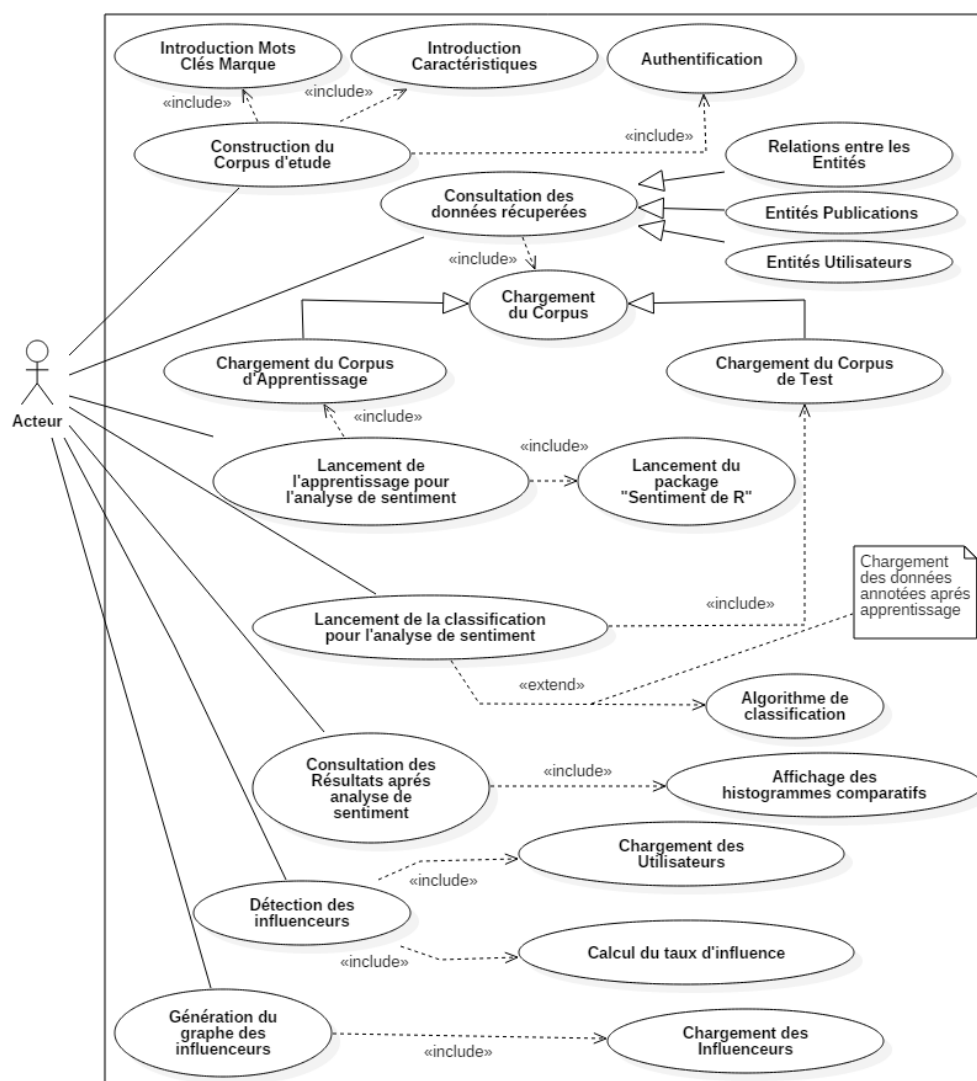 Introduction Mots
Clés Marque
Introduction
Caractéristiques
Authentification
«include»
«include»
«include»
Construction du
Corpus d'etude
Relations entre les
Entités
Consultation des
données récuperées
Entités Publications
Entités Utilisateurs
«include»
Chargement
du Corpus
Chargement du Corpus
d'Apprentissage
Chargement du Corpus
de Test
Acteur
«include»
«include»
Lancement de
l'apprentissage pour
l'analyse de sentiment
Lancement du
package
"Sentiment de R"
Chargement
des données
annotées aprés
apprentissage
«include»
Lancement de la classification
pour l'analyse de sentiment
«extend»
Algorithme de
classification
Consultation des
Résultats aprés
analyse de
sentiment
«include»
Affichage des
histogrammes comparatifs
Chargement des
Utilisateurs
«include»
Détection des
influenceurs
«include»
Calcul du taux d'influence
Génération du
graphe des
influenceurs
«include»
Chargement des
Influenceurs